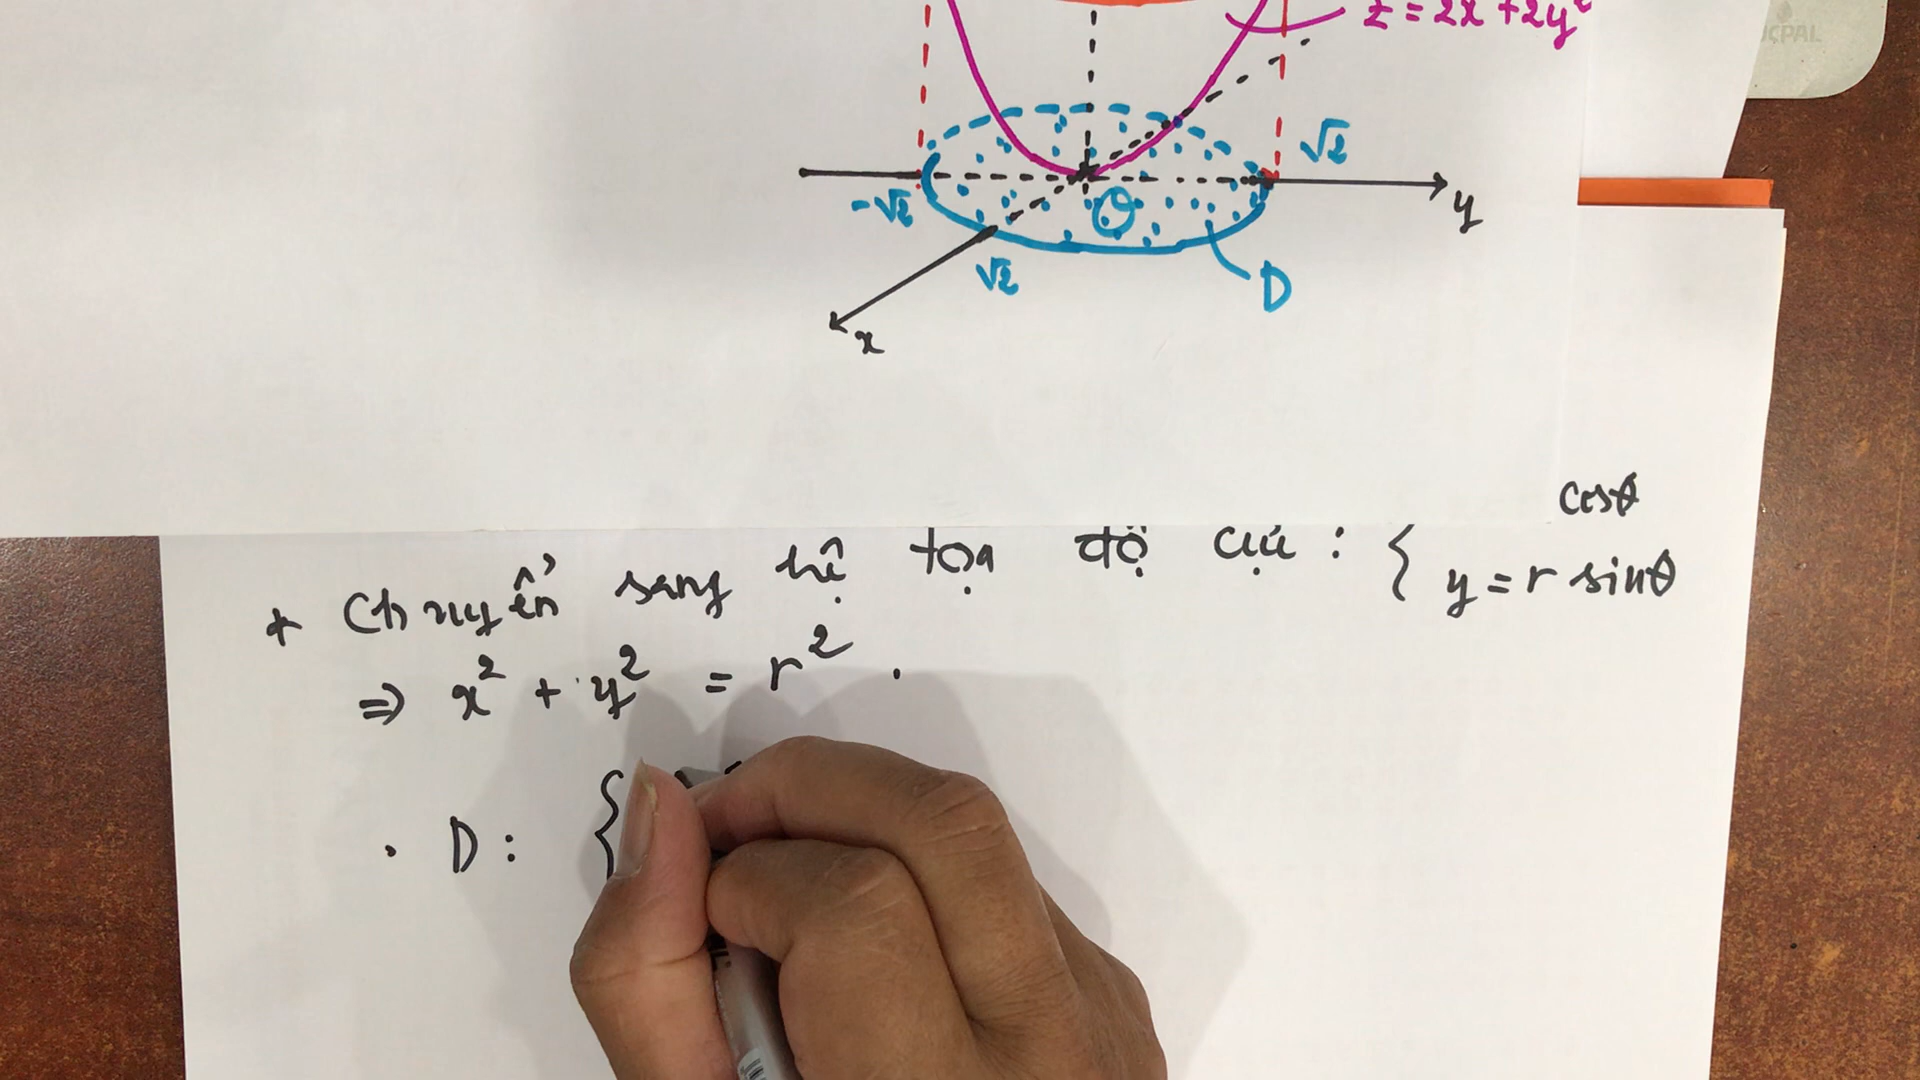 z = 2x² + 2y²
√2
-√2
y
√2
D
x
cosθ
+ Chuyển sang hệ tọa độ cực : {
y = r sinθ
⇒ x² + y² = r² .
. D : {